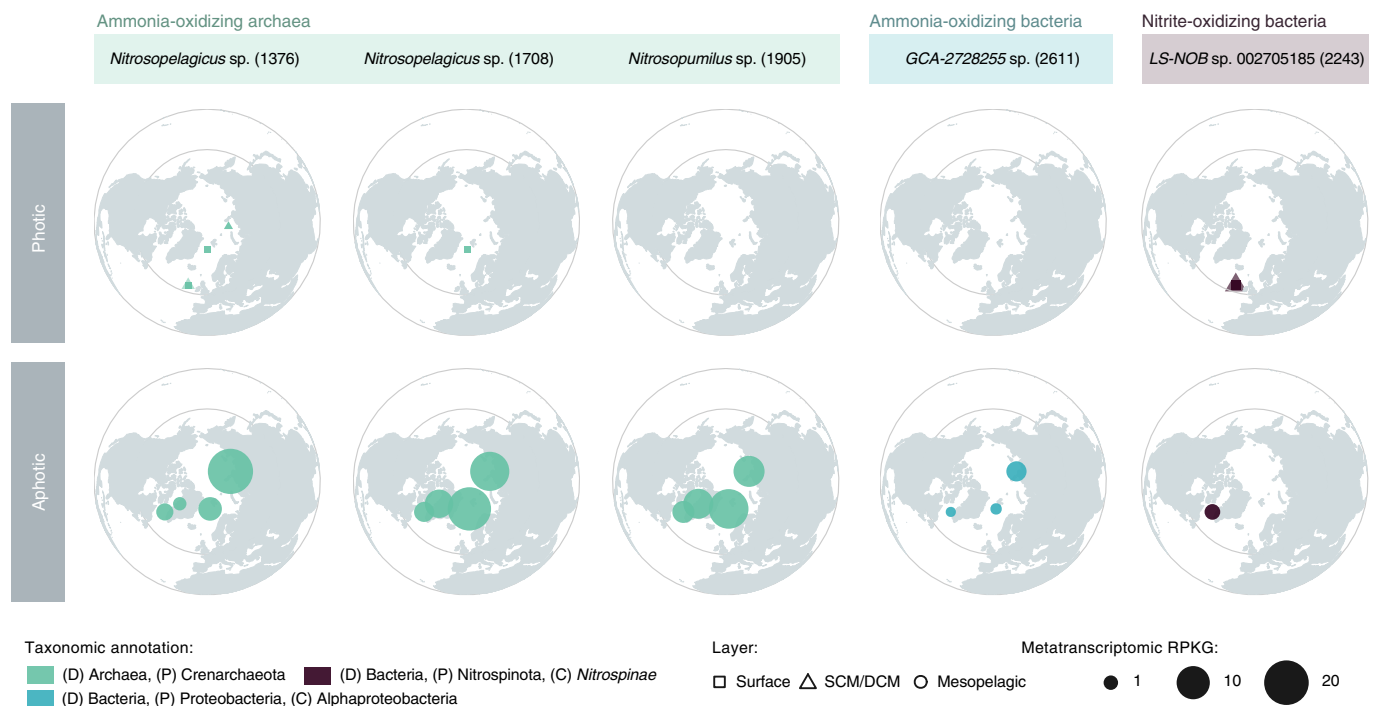 Ammonia-oxidizing archaea
Ammonia-oxidizing bacteria
Nitrite-oxidizing bacteria
Nitrosopelagicus sp. (1376)
Nitrosopelagicus sp. (1708)
Nitrosopumilus sp. (1905)
GCA-2728255 sp. (2611)
LS-NOB sp. 002705185 (2243)
Photic
Aphotic
Taxonomic annotation:
(D) Archaea, (P) Crenarchaeota
(D) Bacteria, (P) Nitrospinota, (C) Nitrospinae
(D) Bacteria, (P) Proteobacteria, (C) Alphaproteobacteria
Layer:
Surface
SCM/DCM
Mesopelagic
Metatranscriptomic RPKG:
1
10
20